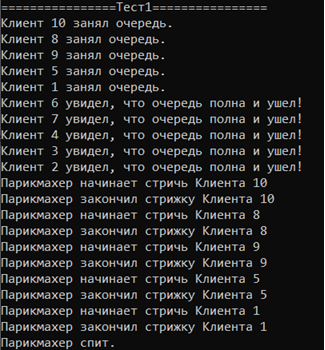 ================Тест1================
Клиент 10 занял очередь.
Клиент 8 занял очередь.
Клиент 9 занял очередь.
Клиент 5 занял очередь.
Клиент 1 занял очередь.
Клиент 6 увидел, что очередь полна и ушел!
Клиент 7 увидел, что очередь полна и ушел!
Клиент 4 увидел, что очередь полна и ушел!
Клиент 3 увидел, что очередь полна и ушел!
Клиент 2 увидел, что очередь полна и ушел!
Парикмахер начинает стричь Клиента 10
Парикмахер закончил стрижку Клиента 10
Парикмахер начинает стричь Клиента 8
Парикмахер закончил стрижку Клиента 8
Парикмахер начинает стричь Клиента 9
Парикмахер закончил стрижку Клиента 9
Парикмахер начинает стричь Клиента 5
Парикмахер закончил стрижку Клиента 5
Парикмахер начинает стричь Клиента 1
Парикмахер закончил стрижку Клиента 1
Парикмахер спит.